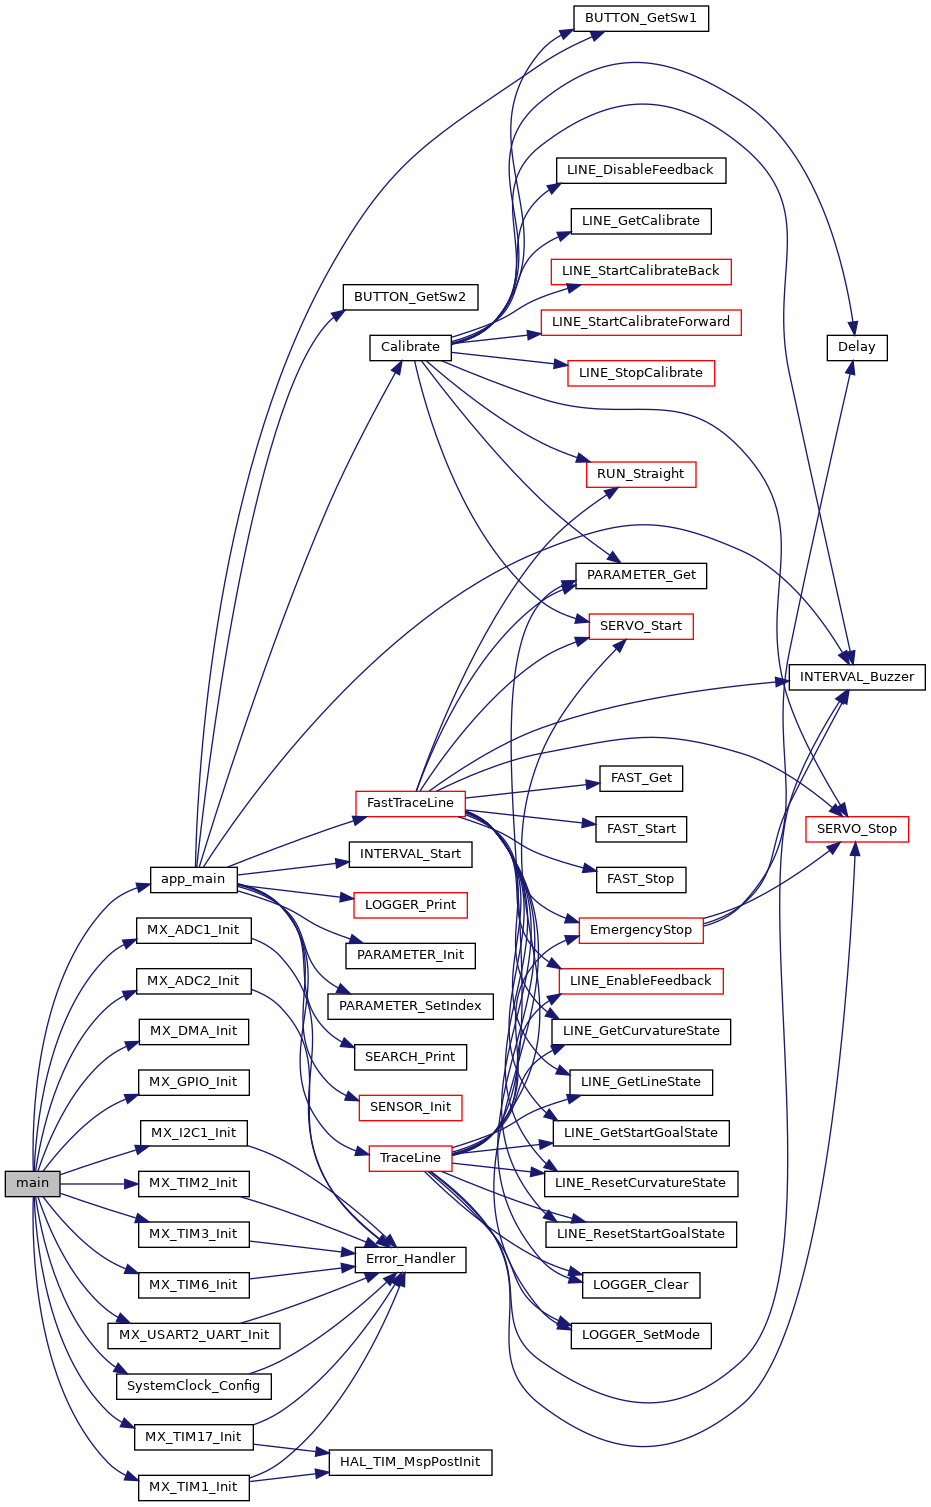 BUTTON_GetSw1
LINE_DisableFeedback
LINE_GetCalibrate
LINE_StartCalibrateBack
BUTTON_GetSw2
LINE_StartCalibrateForward
Calibrate
Delay
LINE_StopCalibrate
RUN_Straight
PARAMETER_Get
SERVO_Start
INTERVAL_Buzzer
FAST_Get
FastTraceLine
FAST_Start
SERVO_Stop
INTERVAL_Start
app_main
FAST_Stop
LOGGER_Print
MX_ADC1_Init
EmergencyStop
PARAMETER_Init
MX_ADC2_Init
LINE_EnableFeedback
PARAMETER_SetIndex
MX_DMA_Init
LINE_GetCurvatureState
SEARCH_Print
MX_GPIO_Init
LINE_GetLineState
SENSOR_Init
MX_I2C1_Init
LINE_GetStartGoalState
TraceLine
main
MX_TIM2_Init
LINE_ResetCurvatureState
MX_TIM3_Init
LINE_ResetStartGoalState
Error_Handler
MX_TIM6_Init
LOGGER_Clear
MX_USART2_UART_Init
LOGGER_SetMode
SystemClock_Config
MX_TIM17_Init
HAL_TIM_MspPostInit
MX_TIM1_Init